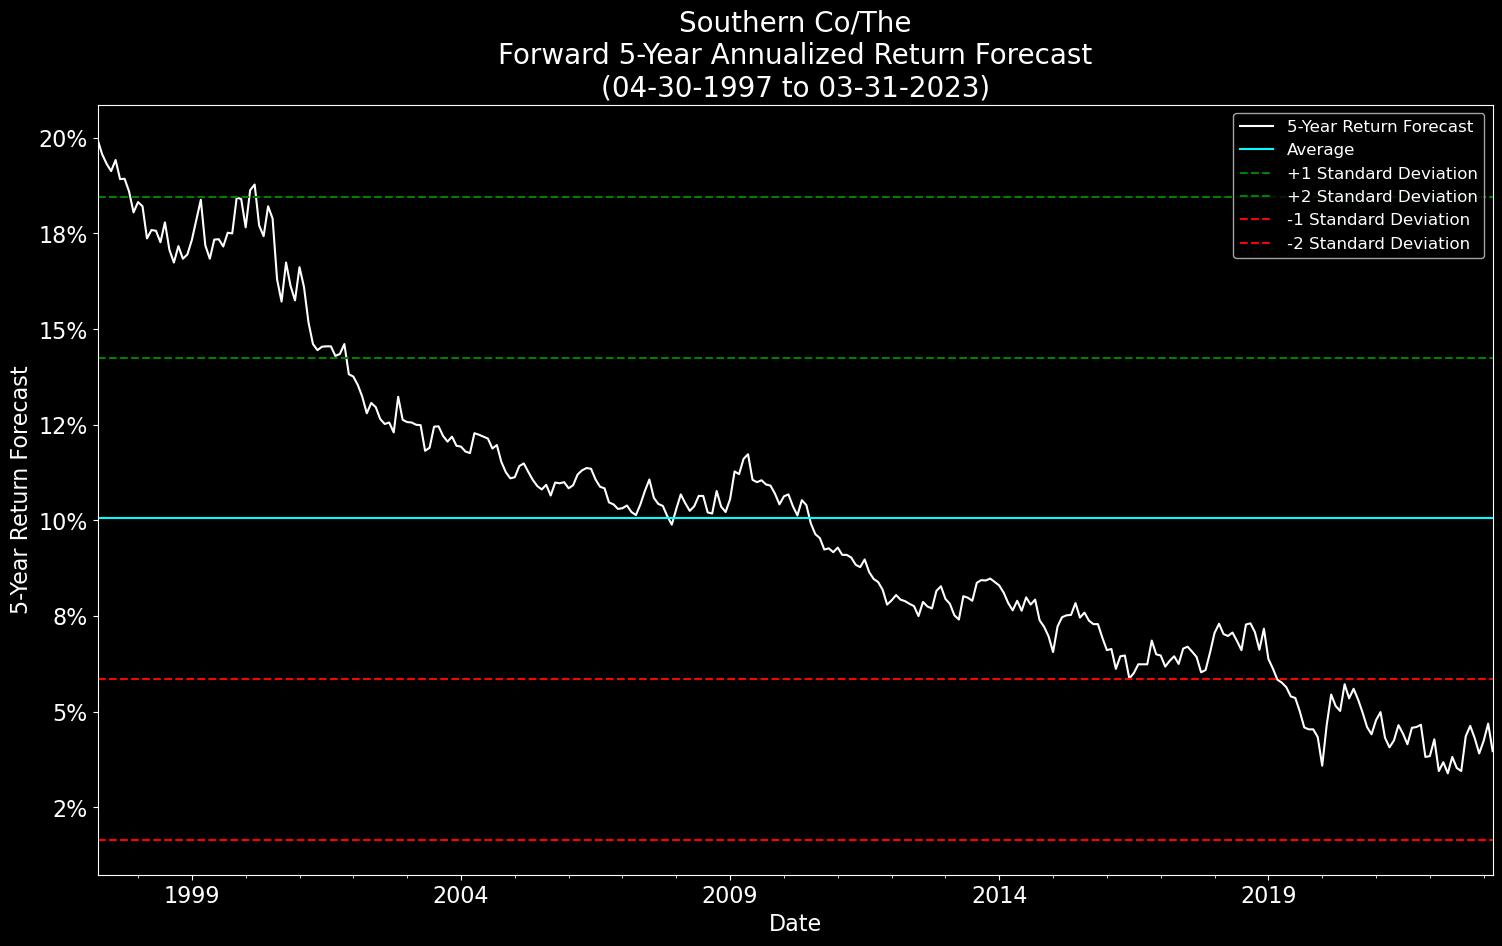 Southern Co/The
Forward 5-Year Annualized Return Forecast
(04-30-1997 to 03-31-2023)
5-Year Return Forecast
Average
+1 Standard Deviation
+2 Standard Deviation
-1 Standard Deviation
-2 Standard Deviation
20%
18%
15%
12%
10%
8%
5%
2%
5-Year Return Forecast
1999 2004 2009 2014 2019
Date